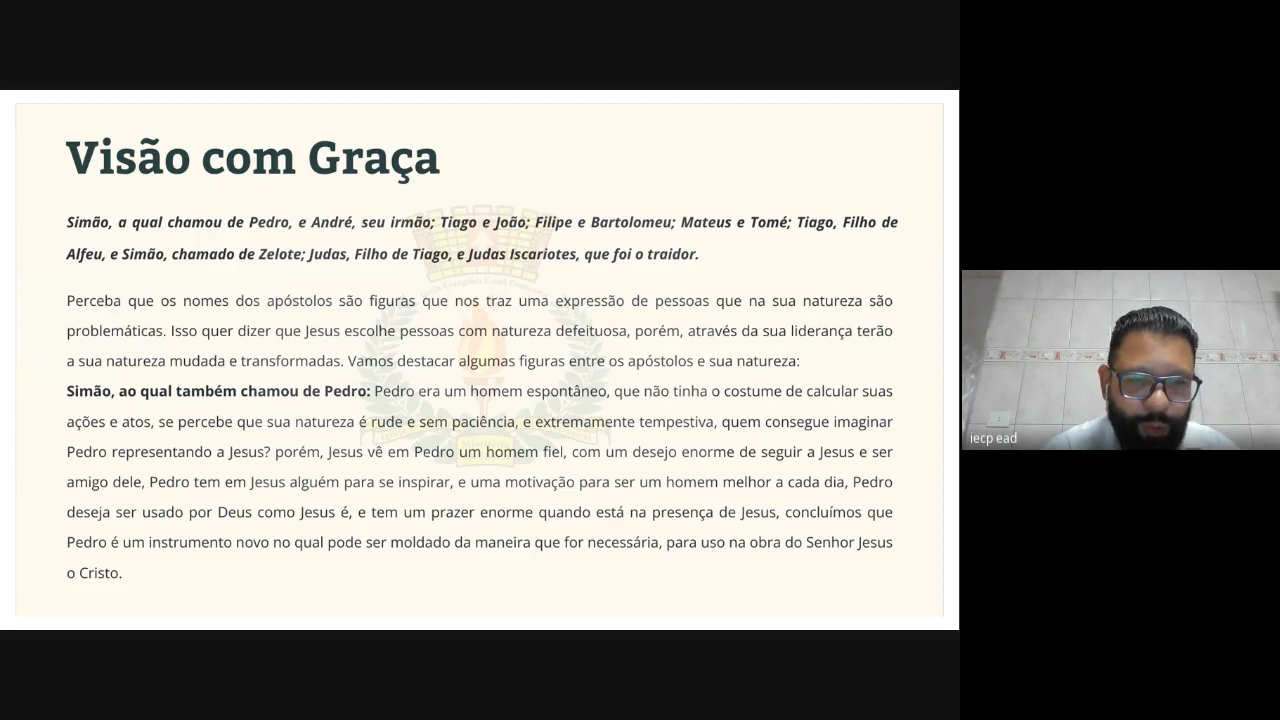 Visão com Graça
Simão, a qual chamou de Pedro, e André, seu irmão; Tiago e João; Filipe e Bartolomeu; Mateus e Tomé; Tiago, Filho de
Alfeu, e Simão, chamado de Zelote; Judas, Filho de Tiago, e Judas Iscariotes, que foi o traidor.
Perceba que os nomes dos apóstolos são figuras que nos traz uma expressão de pessoas que na sua natureza são
problemáticas. Isso quer dizer que Jesus escolhe pessoas com natureza defeituosa, porém, através da sua liderança terão
a sua natureza mudada e transformadas. Vamos destacar algumas figuras entre os apóstolos e sua natureza:
Simão, ao qual também chamou de Pedro: Pedro era um homem espontâneo, que não tinha o costume de calcular suas
ações e atos, se percebe que sua natureza é rude e sem paciência, e extremamente tempestiva, quem consegue imaginar
Pedro representando a Jesus? porém, Jesus vê em Pedro um homem fiel, com um desejo enorme de seguir a Jesus e ser
amigo dele, Pedro tem em Jesus alguém para se inspirar, e uma motivação para ser um homem melhor a cada dia, Pedro
deseja ser usado por Deus como Jesus é, e tem um prazer enorme quando está na presença de Jesus, concluímos que
Pedro é um instrumento novo no qual pode ser moldado da maneira que for necessária, para uso na obra do Senhor Jesus
o Cristo.
iecp ead